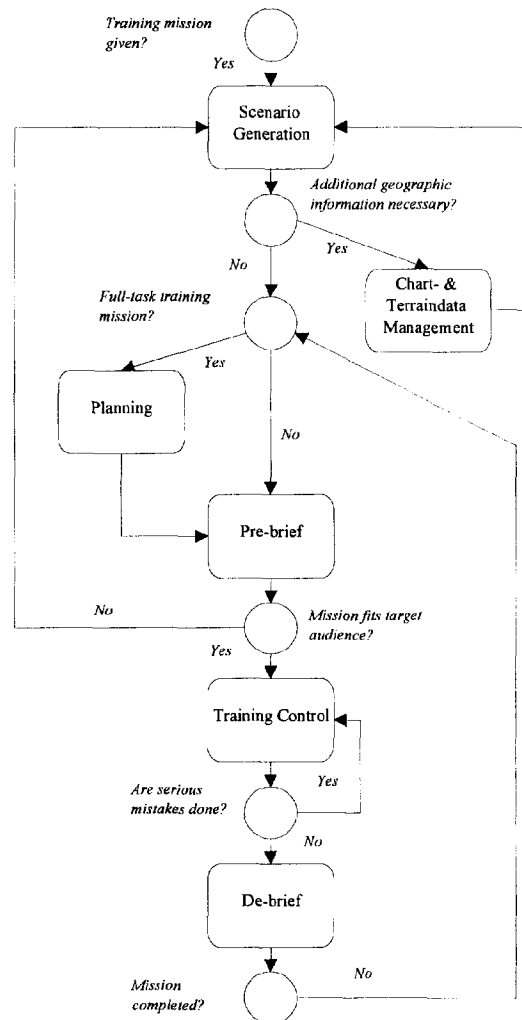 Training mission
given?
Yes
Scenario
Generation
Additional geographic
information necessary?
Yes
No
Chart- &
Terraindata
Management
Full-task training
mission?
Yes
Planning
No
Pre-brief
No
Mission fits target
audience?
Yes
Training Control
Yes
Are serious
mistakes done?
No
De-brief
No
Mission
completed?